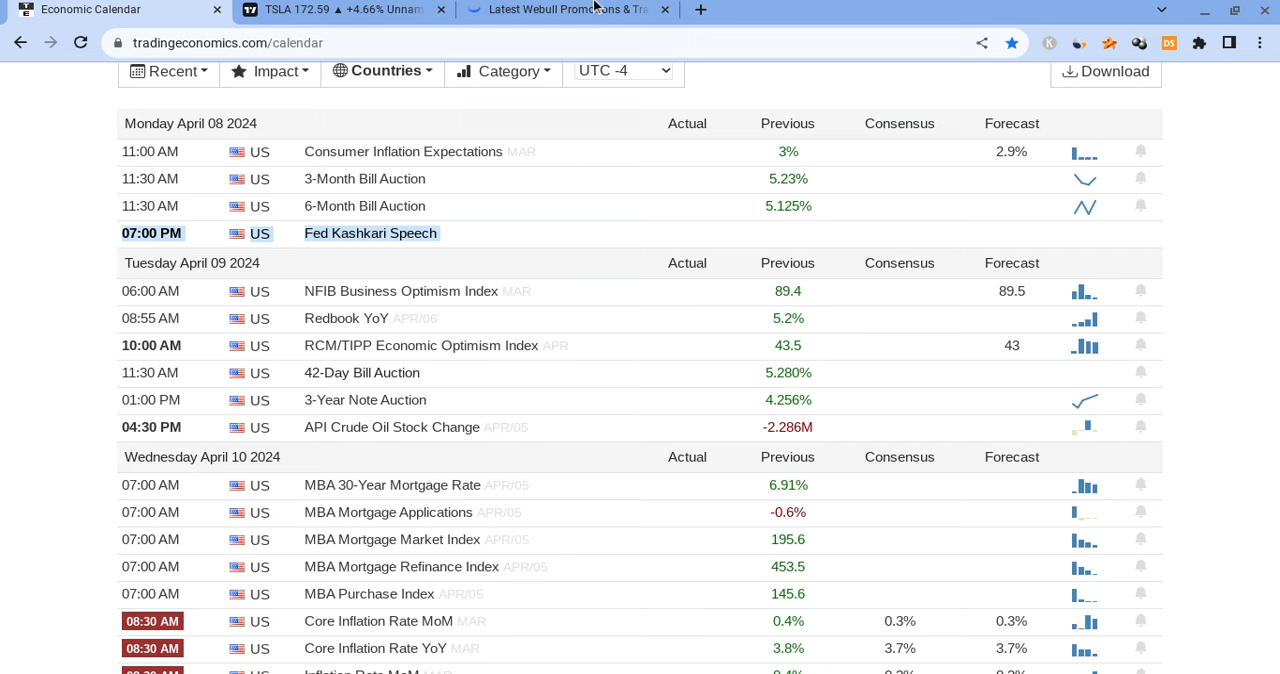 Economic Calendar
TSLA 172.59 ▲ +4.66% Unnam
Latest Webull Promotions & Tra
tradingeconomics.com/calendar
Recent Impact Countries Category UTC -4 Download
Monday April 08 2024 Actual Previous Consensus Forecast
11:00 AM US Consumer Inflation Expectations MAR 3% 2.9%
11:30 AM US 3-Month Bill Auction 5.23%
11:30 AM US 6-Month Bill Auction 5.125%
07:00 PM US Fed Kashkari Speech
Tuesday April 09 2024 Actual Previous Consensus Forecast
06:00 AM US NFIB Business Optimism Index MAR 89.4 89.5
08:55 AM US Redbook YoY APR/06 5.2%
10:00 AM US RCM/TIPP Economic Optimism Index APR 43.5 43
11:30 AM US 42-Day Bill Auction 5.280%
01:00 PM US 3-Year Note Auction 4.256%
04:30 PM US API Crude Oil Stock Change APR/05 -2.286M
Wednesday April 10 2024 Actual Previous Consensus Forecast
07:00 AM US MBA 30-Year Mortgage Rate APR/05 6.91%
07:00 AM US MBA Mortgage Applications APR/05 -0.6%
07:00 AM US MBA Mortgage Market Index APR/05 195.6
07:00 AM US MBA Mortgage Refinance Index APR/05 453.5
07:00 AM US MBA Purchase Index APR/05 145.6
08:30 AM US Core Inflation Rate MoM MAR 0.4% 0.3% 0.3%
08:30 AM US Core Inflation Rate YoY MAR 3.8% 3.7% 3.7%